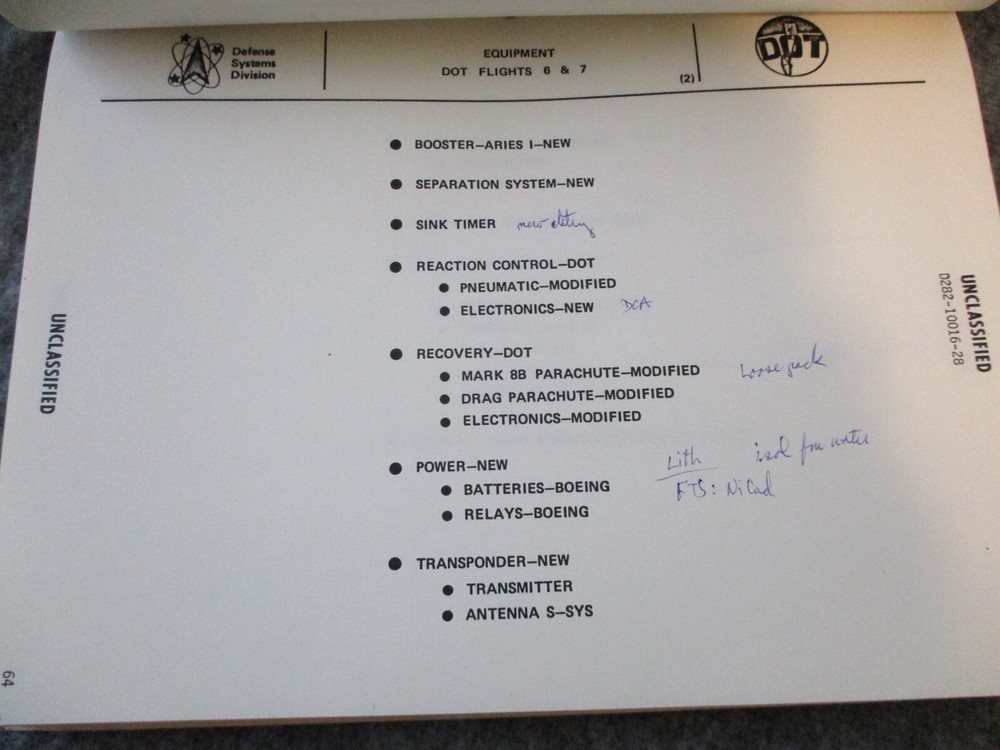 Defense
Systems
Division
EQUIPMENT
DOT FLIGHTS 6 & 7
(2)
DOT
● BOOSTER—ARIES I—NEW
● SEPARATION SYSTEM—NEW
● SINK TIMER new
● REACTION CONTROL—DOT
● PNEUMATIC—MODIFIED
● ELECTRONICS—NEW DCA
● RECOVERY—DOT
● MARK 8B PARACHUTE—MODIFIED Loose pack
● DRAG PARACHUTE—MODIFIED
● ELECTRONICS—MODIFIED
● POWER—NEW Lith isol from water
● BATTERIES—BOEING FTS: NiCad
● RELAYS—BOEING
● TRANSPONDER—NEW
● TRANSMITTER
● ANTENNA S—SYS
UNCLASSIFIED
64
UNCLASSIFIED
D282-10016-28